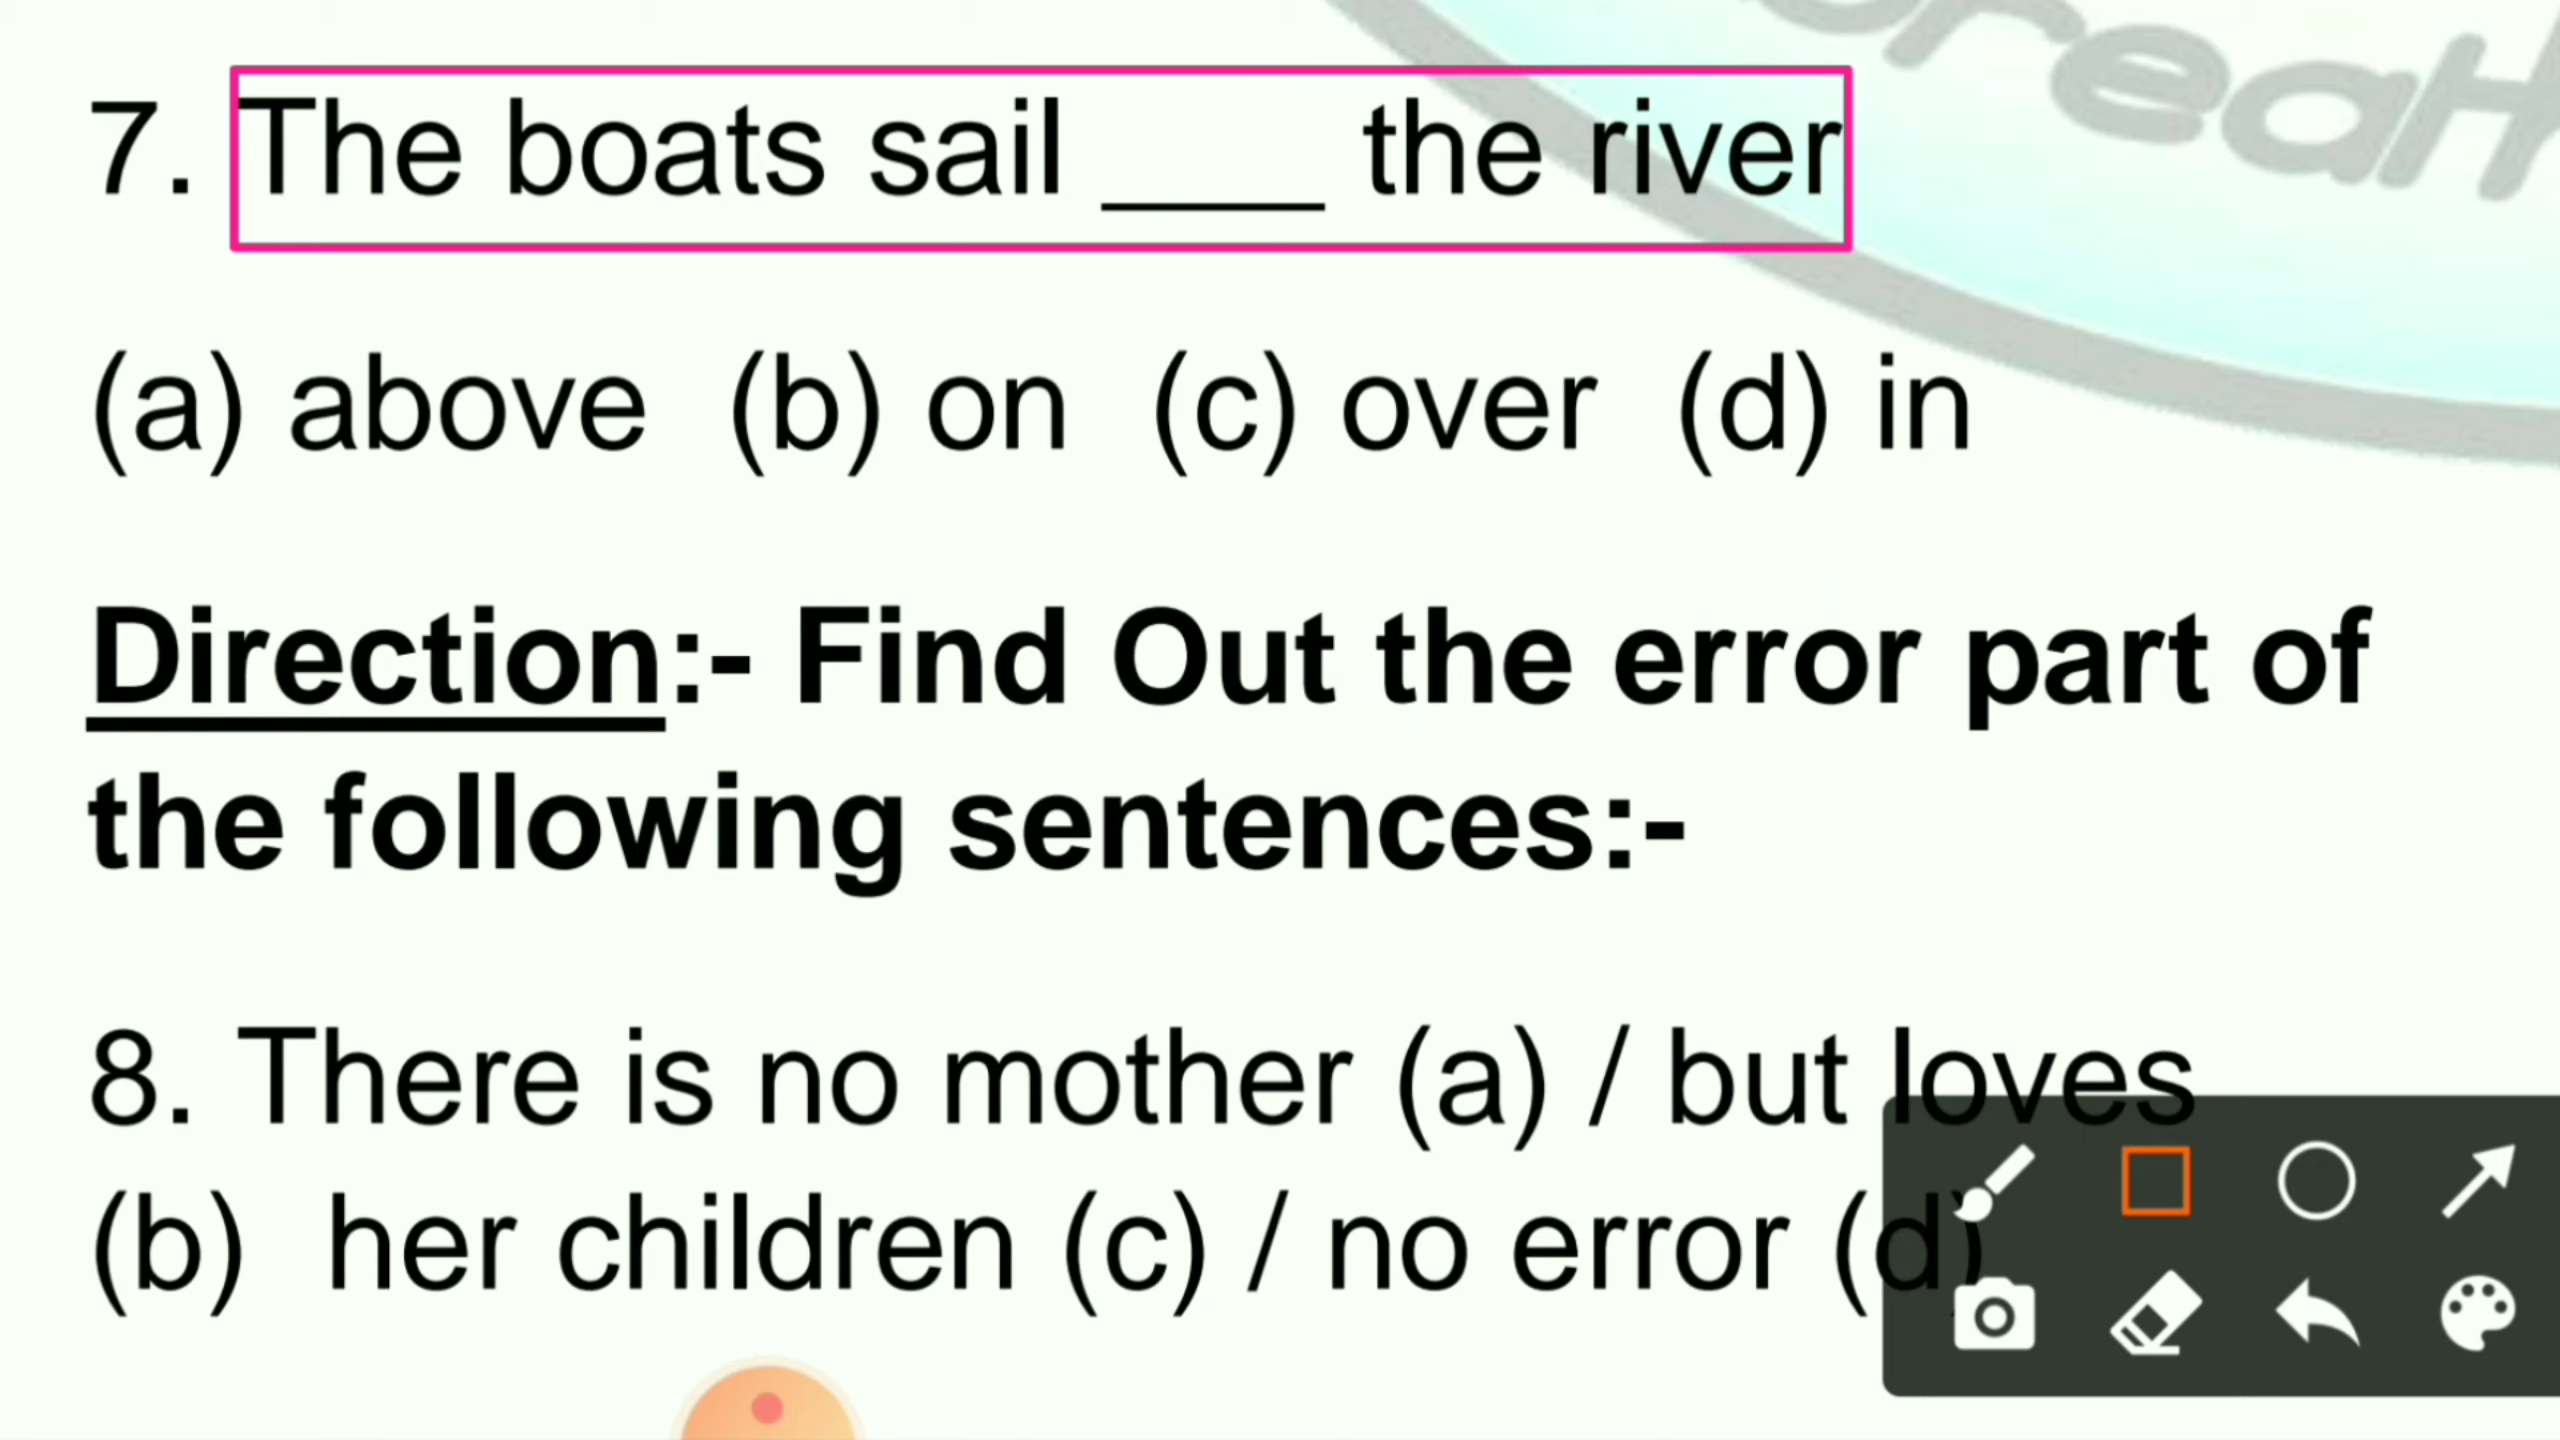 7. The boats sail ____ the river
(a) above (b) on (c) over (d) in
Direction:- Find Out the error part of
the following sentences:-
8. There is no mother (a) / but loves
(b) her children (c) / no error (d)